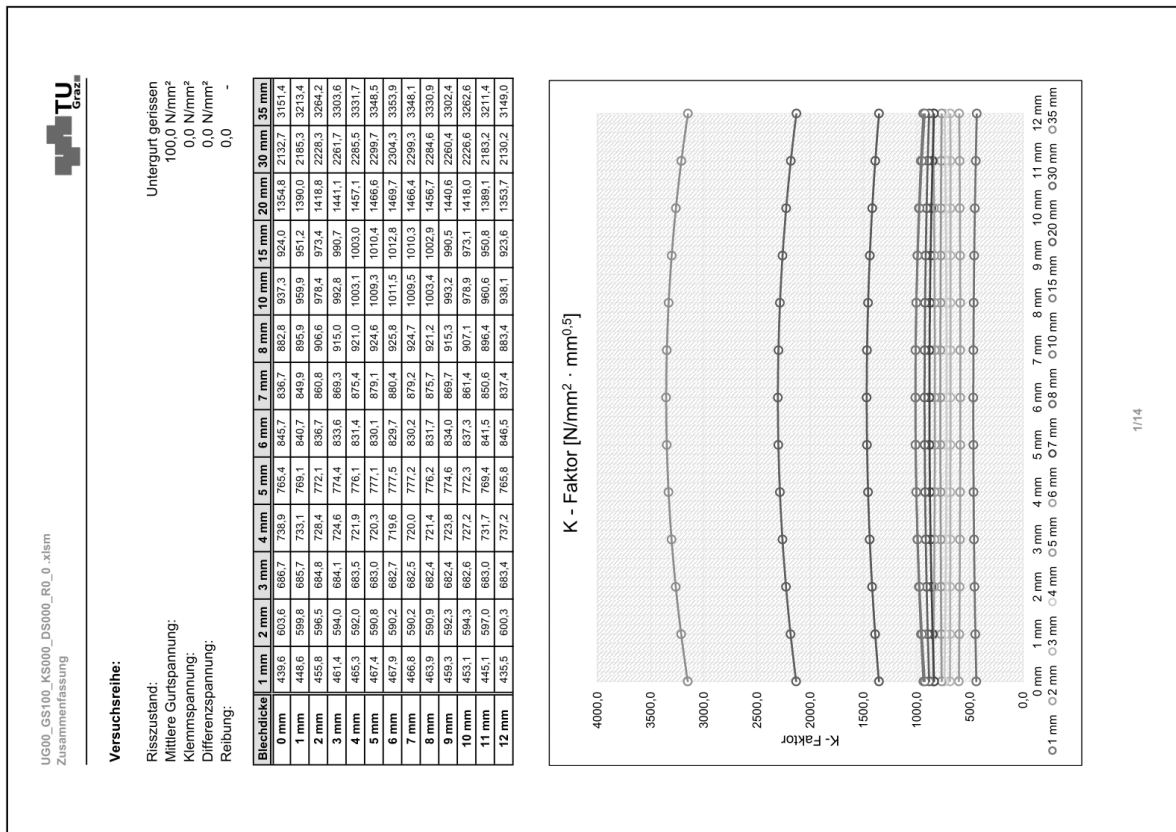 UG00_GS100_KS000_DS000_R0_0 .xlsm
Zusammenfassung
TU
Graz
Versuchsreihe:
Risszustand: Untergurt gerissen
Mittlere Gurtspannung: 100,0 N/mm²
Klemmspannung: 0,0 N/mm²
Differenzspannung: 0,0 N/mm²
Reibung: 0,0 -
Blechdicke 1 mm 2 mm 3 mm 4 mm 5 mm 6 mm 7 mm 8 mm 10 mm 15 mm 20 mm 30 mm 35 mm
0 mm 439,6 603,6 686,7 738,9 765,4 845,7 836,7 882,8 937,3 924,0 1354,8 2132,7 3151,4
1 mm 448,6 599,8 685,7 733,1 769,1 840,7 849,9 895,9 959,9 951,2 1390,0 2185,3 3213,4
2 mm 455,8 596,5 684,8 728,4 772,1 836,7 860,8 906,6 978,4 973,4 1418,8 2228,3 3264,2
3 mm 461,4 594,0 684,1 724,6 774,4 833,6 869,3 915,0 992,8 990,7 1441,1 2261,7 3303,6
4 mm 465,3 592,0 683,5 721,9 776,1 831,4 875,4 921,0 1003,1 1003,0 1457,1 2285,5 3331,7
5 mm 467,4 590,8 683,0 720,3 777,1 830,1 879,1 924,6 1009,3 1010,4 1466,6 2299,7 3348,5
6 mm 467,9 590,2 682,7 719,6 777,5 829,7 880,4 925,8 1011,5 1012,8 1469,7 2304,3 3353,9
7 mm 466,8 590,2 682,5 720,0 777,2 830,2 879,2 924,7 1009,5 1010,3 1466,4 2299,3 3348,1
8 mm 463,9 590,9 682,4 721,4 776,2 831,7 875,7 921,2 1003,4 1002,9 1456,7 2284,6 3330,9
9 mm 459,3 592,3 682,4 723,8 774,6 834,0 869,7 915,3 993,2 990,5 1440,6 2260,4 3302,4
10 mm 453,1 594,3 682,6 727,2 772,3 837,3 861,4 907,1 978,9 973,1 1418,0 2226,6 3262,6
11 mm 445,1 597,0 683,0 731,7 769,4 841,5 850,6 896,4 960,6 950,8 1389,1 2183,2 3211,4
12 mm 435,5 600,3 683,4 737,2 765,8 846,5 837,4 883,4 938,1 923,6 1353,7 2130,2 3149,0
K - Faktor [N/mm² · mm⁰,⁵]
4000,0
3500,0
3000,0
2500,0
2000,0
1500,0
1000,0
500,0
0,0
K- Faktor
0 mm 1 mm 2 mm 3 mm 4 mm 5 mm 6 mm 7 mm 8 mm 9 mm 10 mm 11 mm 12 mm
1 mm 2 mm 3 mm 4 mm 5 mm 6 mm 7 mm 8 mm 10 mm 15 mm 20 mm 30 mm 35 mm
1/14